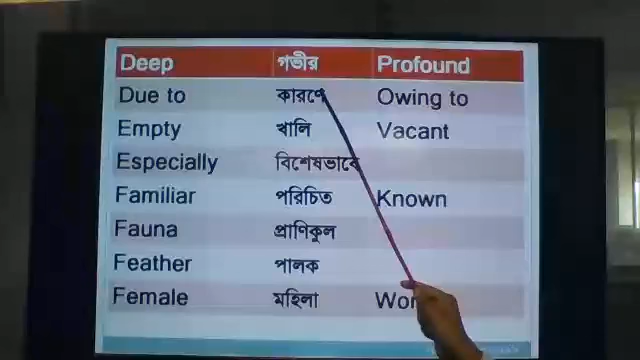 Deep গভীর Profound
Due to কারণে Owing to
Empty খালি Vacant
Especially বিশেষভাবে
Familiar পরিচিত Known
Fauna প্রাণিকুল
Feather পালক
Female মহিলা